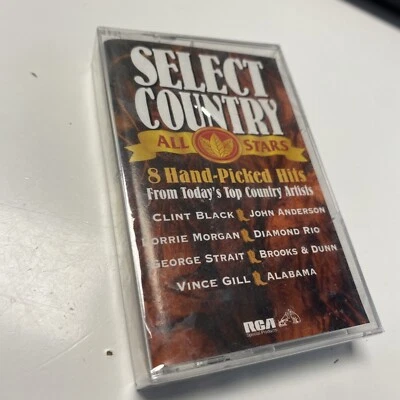 SELECT
COUNTRY
ALL STARS
8 Hand-Picked Hits
From Today's Top Country Artists
CLINT BLACK JOHN ANDERSON
LORRIE MORGAN DIAMOND RIO
GEORGE STRAIT BROOKS & DUNN
VINCE GILL ALABAMA
RCA